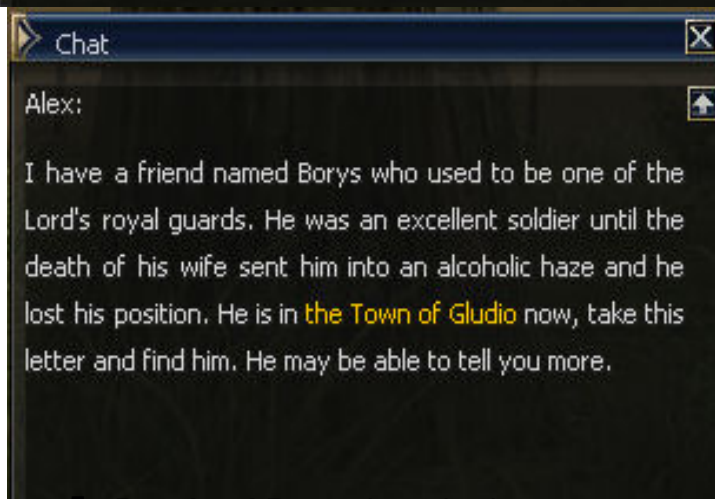 Chat
Alex:
I have a friend named Borys who used to be one of the
Lord's royal guards. He was an excellent soldier until the
death of his wife sent him into an alcoholic haze and he
lost his position. He is in the Town of Gludio now, take this
letter and find him. He may be able to tell you more.